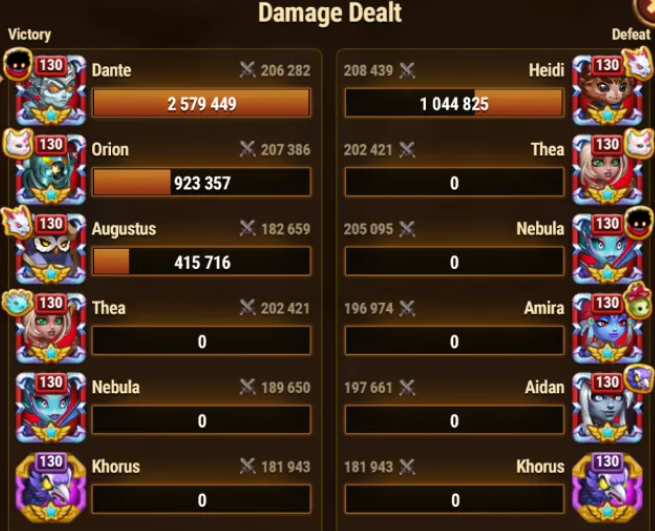 Damage Dealt
Victory
Defeat
130 Dante 206 282
2 579 449
208 439 Heidi 130
1 044 825
130 Orion 207 386
923 357
202 421 Thea 130
0
130 Augustus 182 659
415 716
205 095 Nebula 130
0
130 Thea 202 421
0
196 974 Amira 130
0
130 Nebula 189 650
0
197 661 Aidan 130
0
130 Khorus 181 943
0
181 943 Khorus 130
0